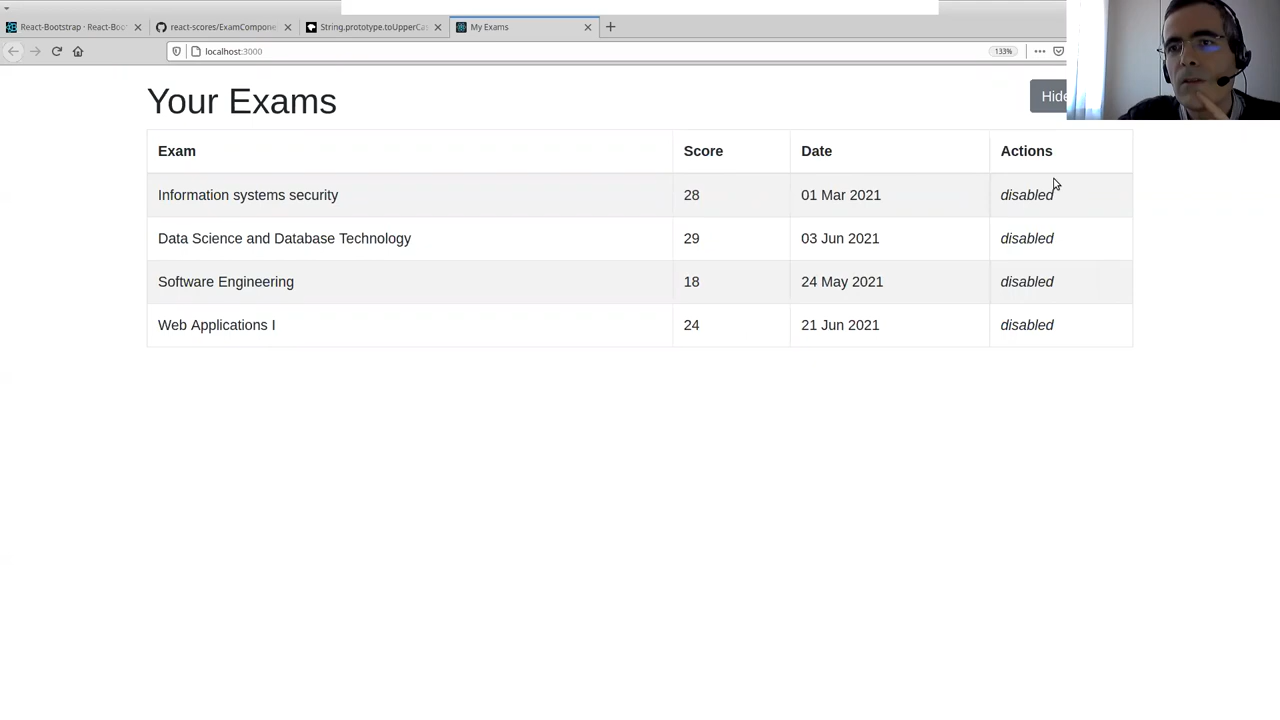 React-Bootstrap · React-Boo
react-scores/ExamCompone
String.prototype.toUpperCas
My Exams
localhost:3000
133%
Your Exams
Hide
Exam Score Date Actions
Information systems security 28 01 Mar 2021 disabled
Data Science and Database Technology 29 03 Jun 2021 disabled
Software Engineering 18 24 May 2021 disabled
Web Applications I 24 21 Jun 2021 disabled